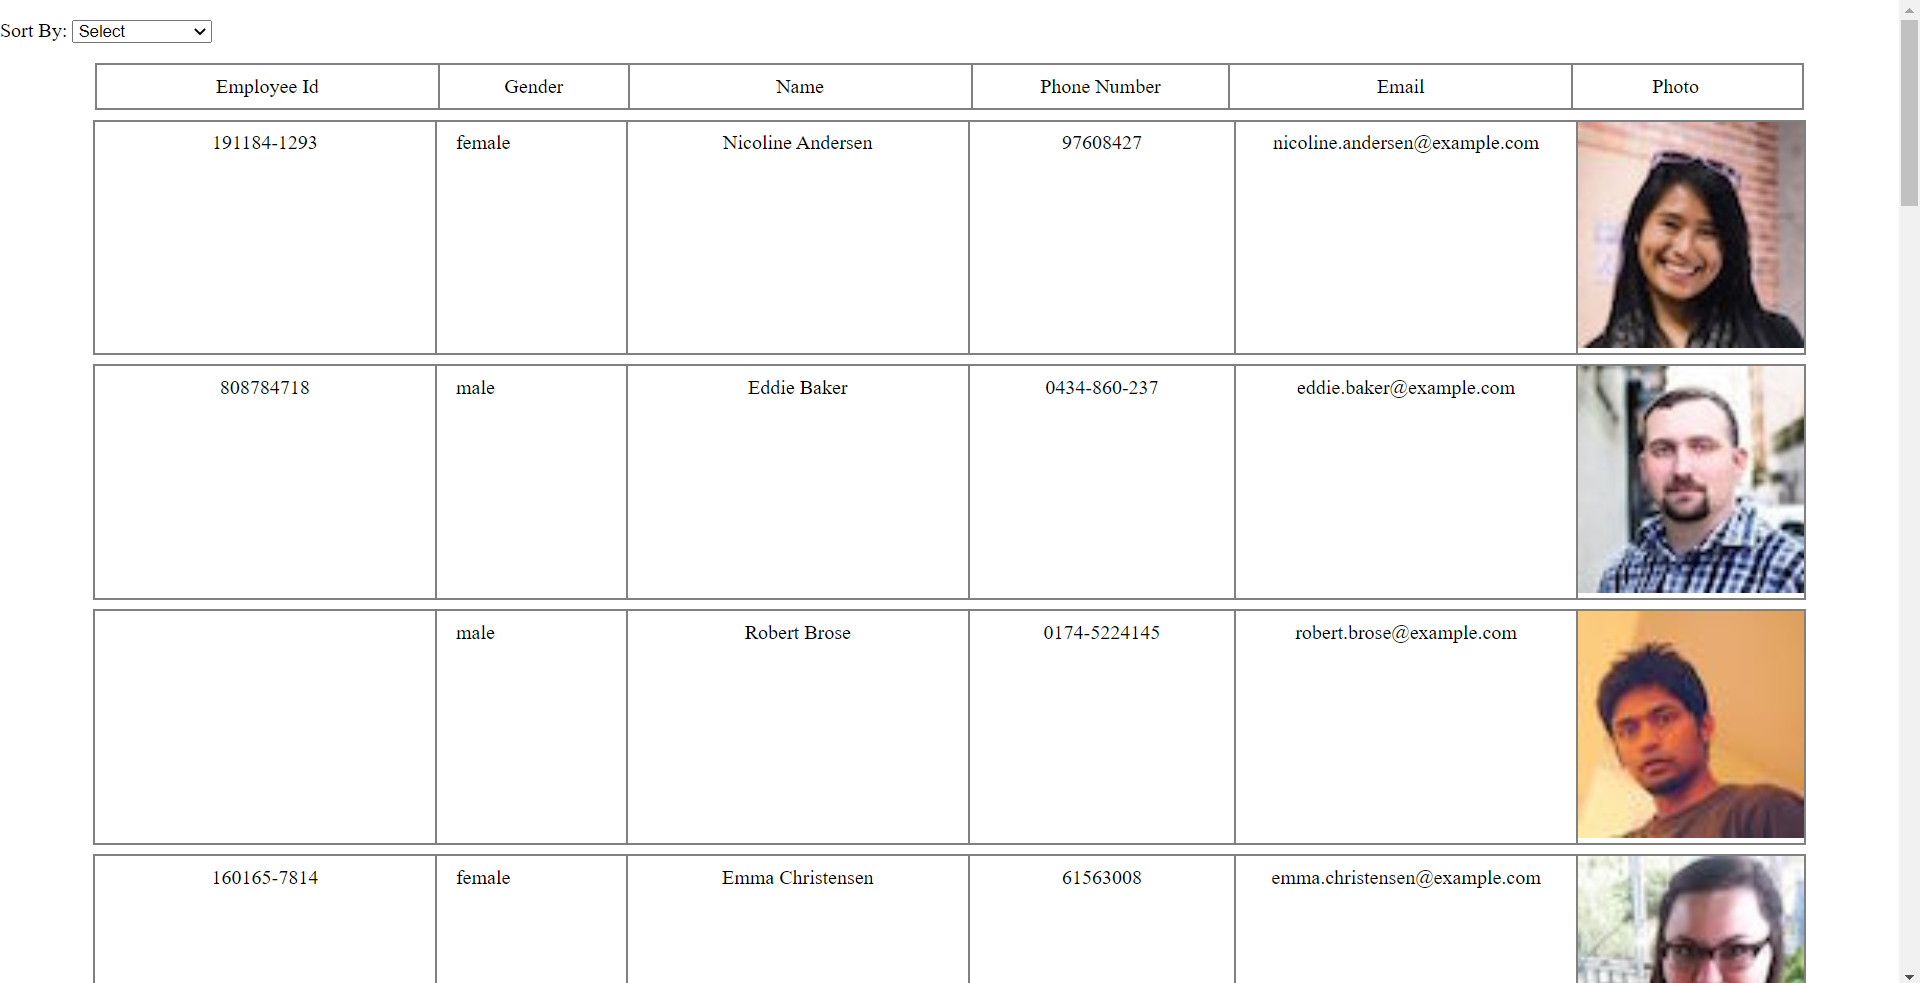 Sort By: Select
Employee Id Gender Name Phone Number Email Photo
191184-1293 female Nicoline Andersen 97608427 nicoline.andersen@example.com
808784718 male Eddie Baker 0434-860-237 eddie.baker@example.com
male Robert Brose 0174-5224145 robert.brose@example.com
160165-7814 female Emma Christensen 61563008 emma.christensen@example.com